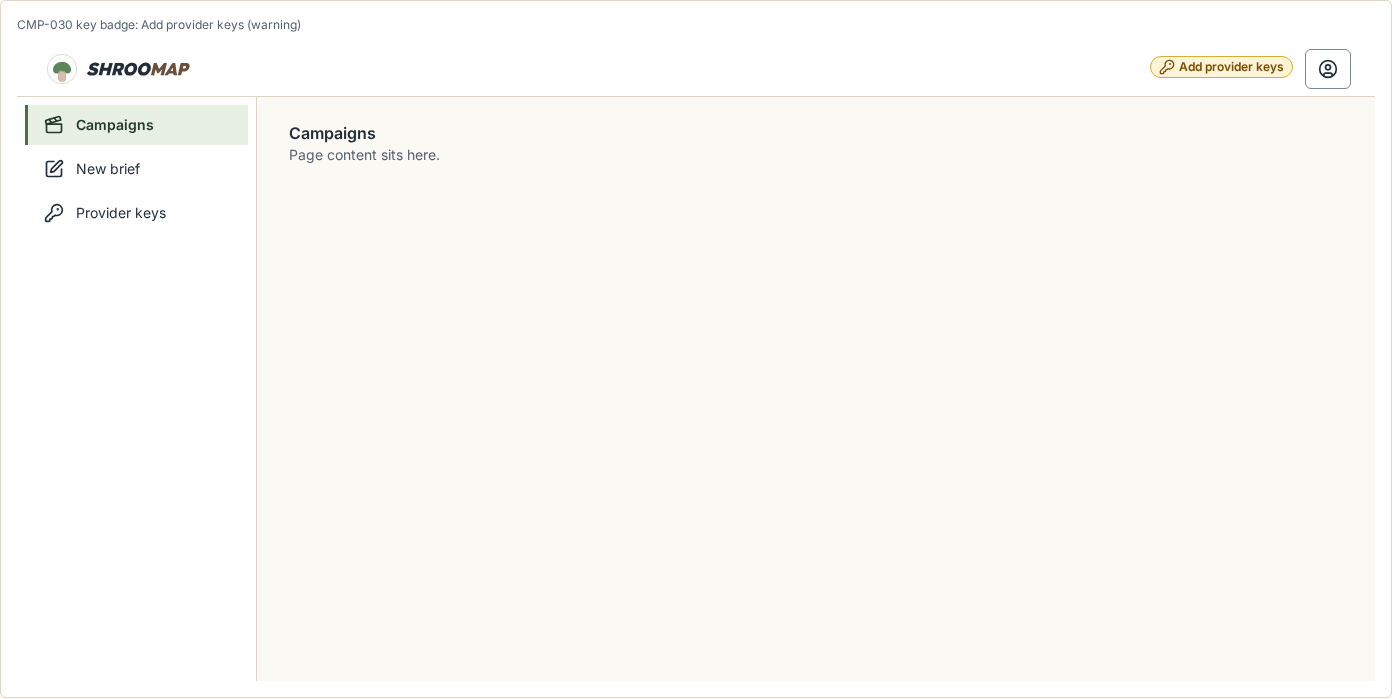 CMP-030 key badge: Add provider keys (warning)
SHROOMAP
Add provider keys
Campaigns
New brief
Provider keys
Campaigns
Page content sits here.